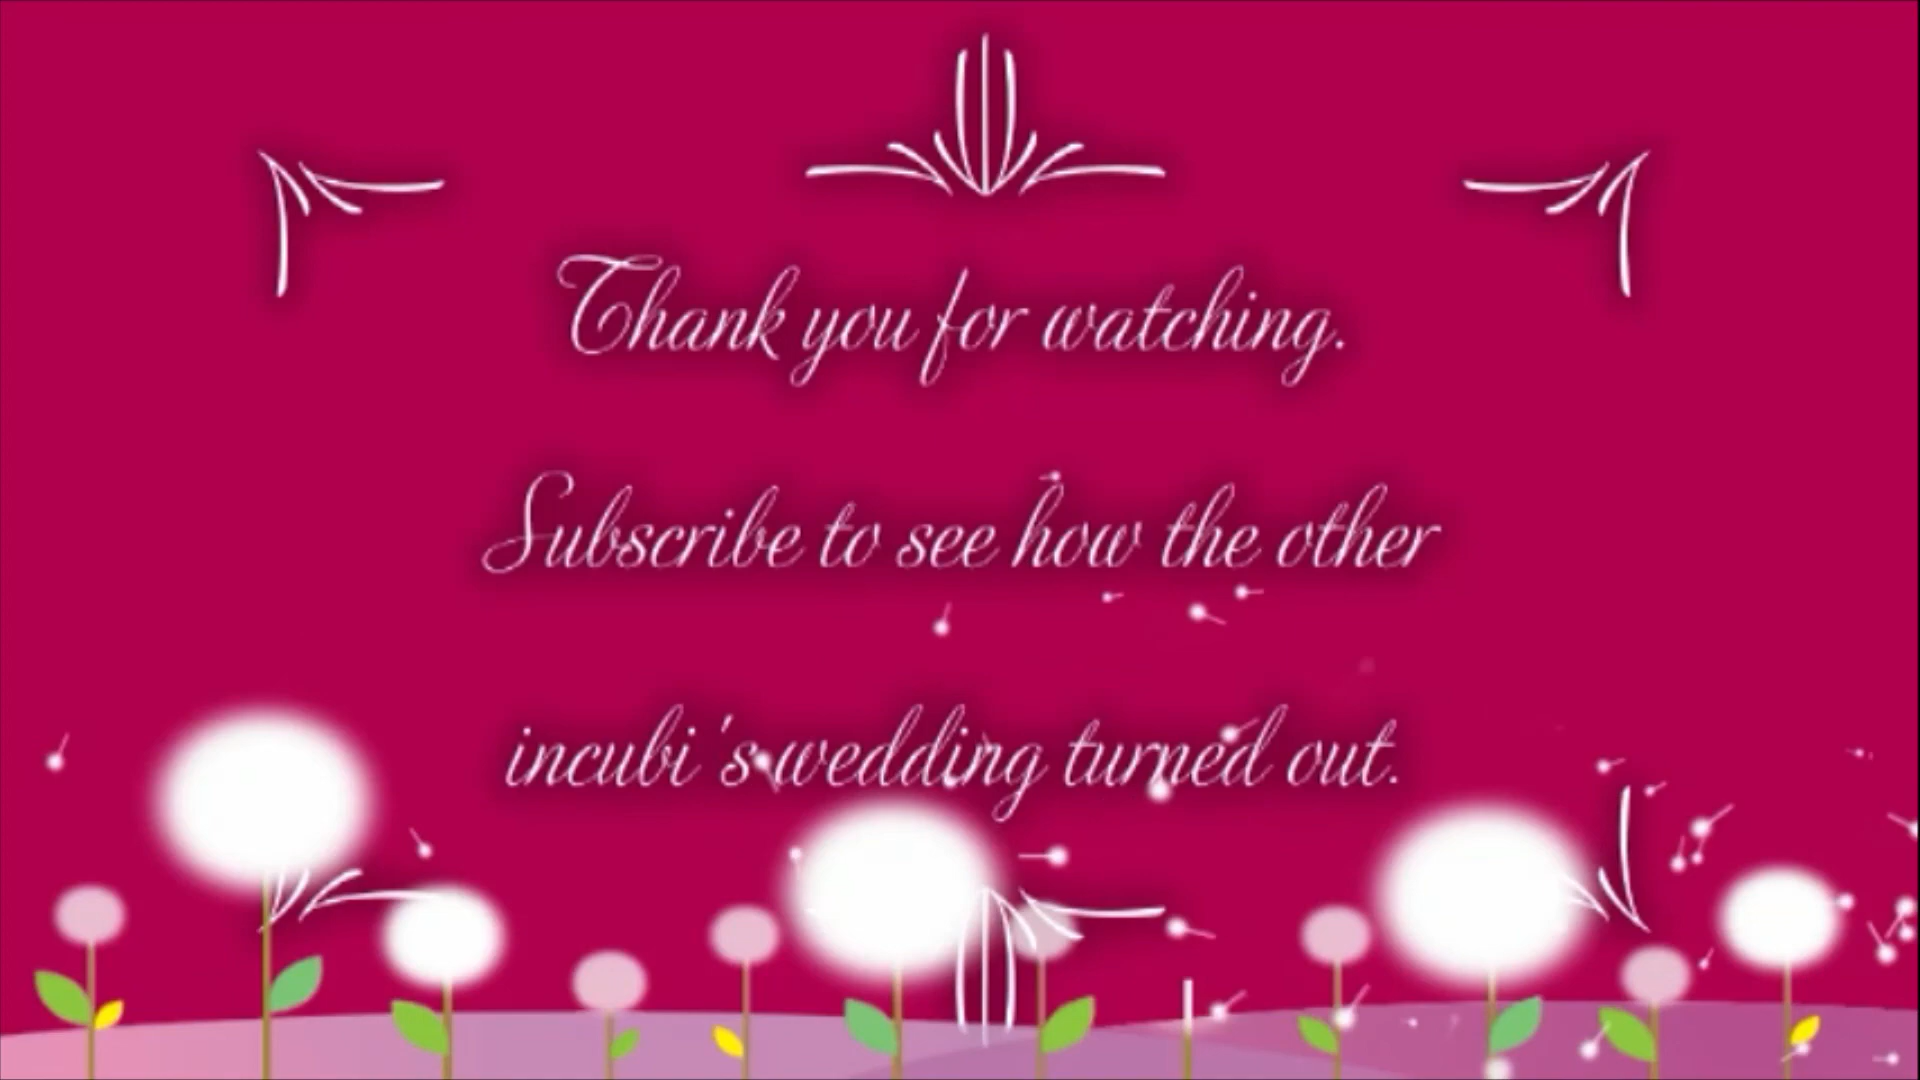 Thank you for watching.
Subscribe to see how the other
incubi 's wedding turned out.